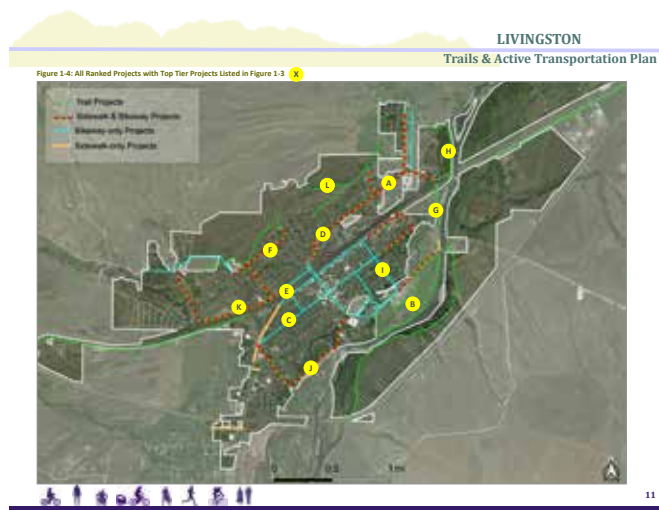 LIVINGSTON
Trails & Active Transportation Plan
Figure 1-4: All Ranked Projects with Top Tier Projects Listed in Figure 1-3 X
Trail Projects
Sidewalk & Bikeway Projects
Bikeway-only Projects
Sidewalk-only Projects
H
A
L
G
D
F
I
E
B
K
C
J
0 0.5 1 mi
11